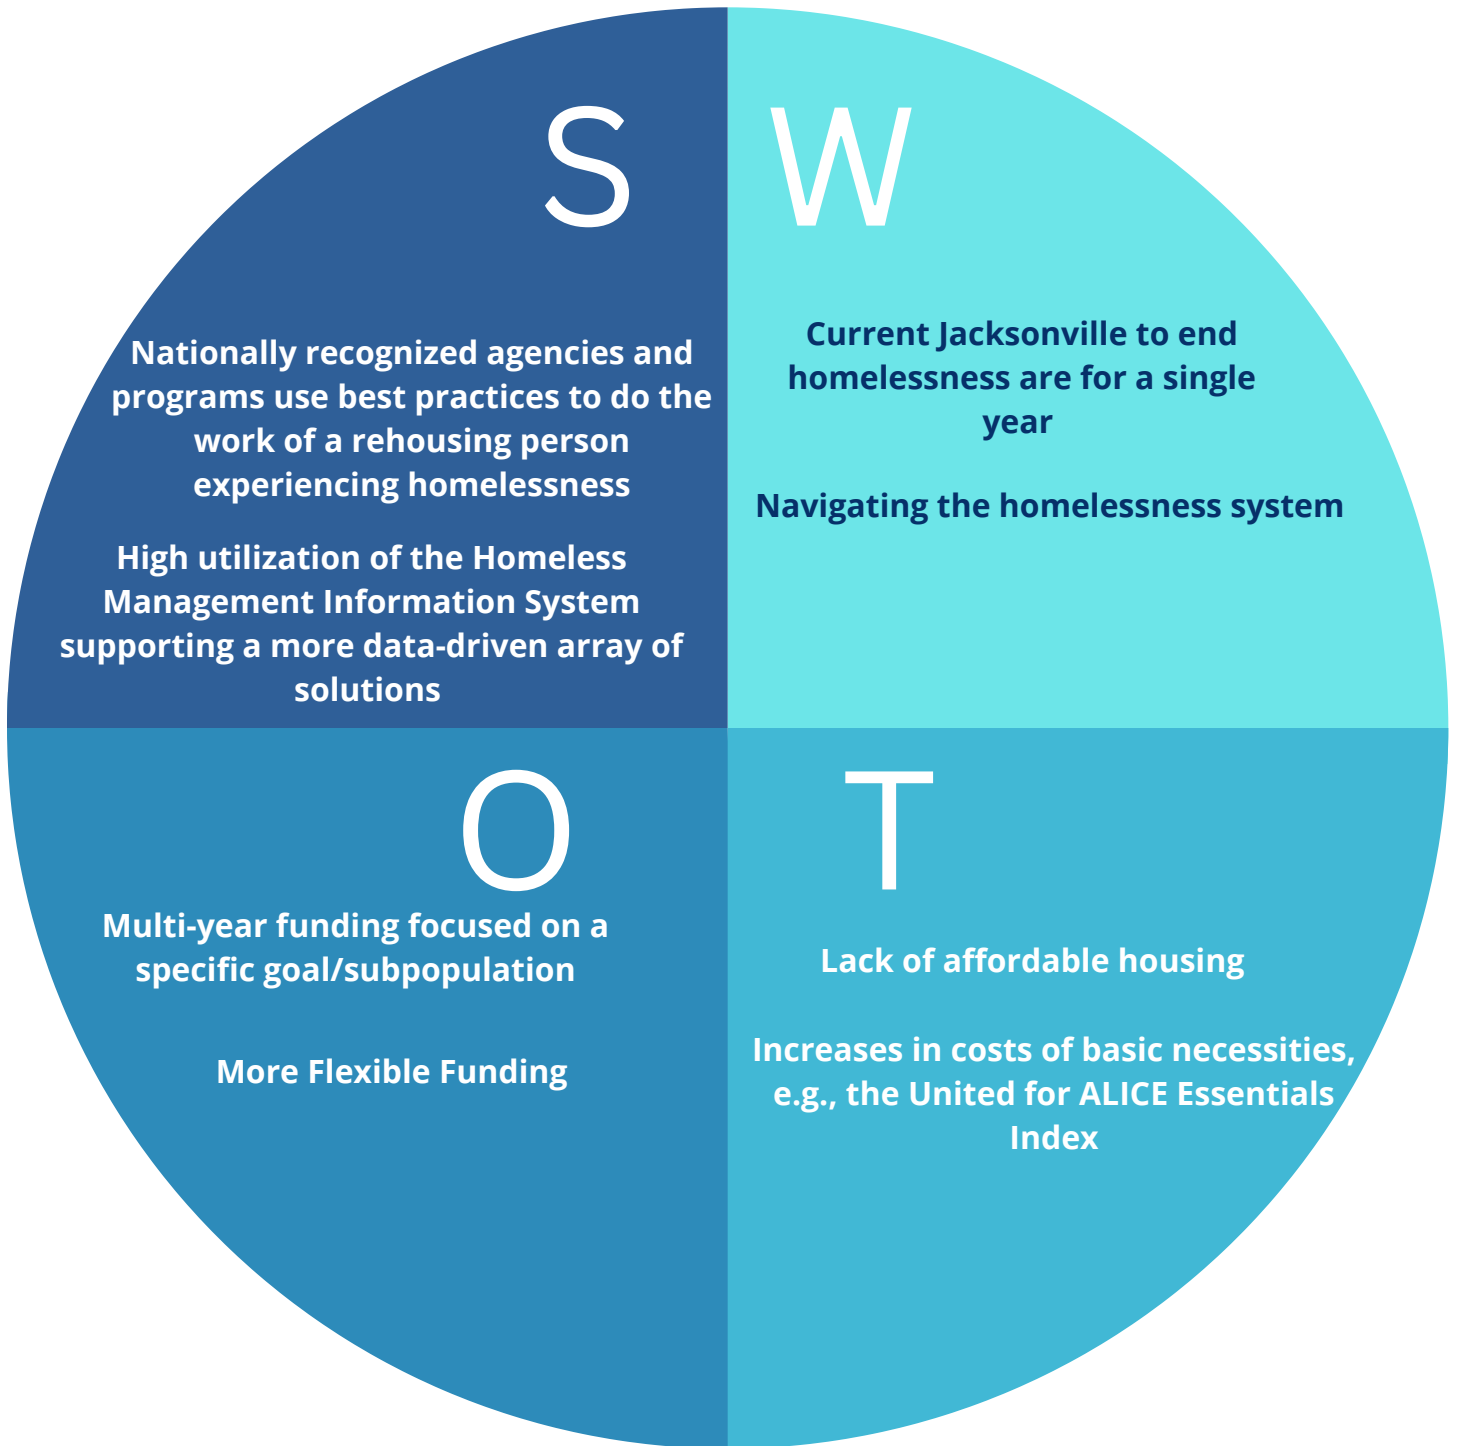 S
Nationally recognized agencies and
programs use best practices to do the
work of a rehousing person
experiencing homelessness
High utilization of the Homeless
Management Information System
supporting a more data-driven array of
solutions
W
Current Jacksonville to end
homelessness are for a single
year
Navigating the homelessness system
O
Multi-year funding focused on a
specific goal/subpopulation
More Flexible Funding
T
Lack of affordable housing
Increases in costs of basic necessities,
e.g., the United for ALICE Essentials
Index